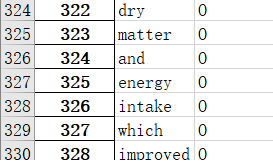 324 322 dry 0
325 323 matter 0
326 324 and 0
327 325 energy 0
328 326 intake 0
329 327 which 0
330 328 improved 0